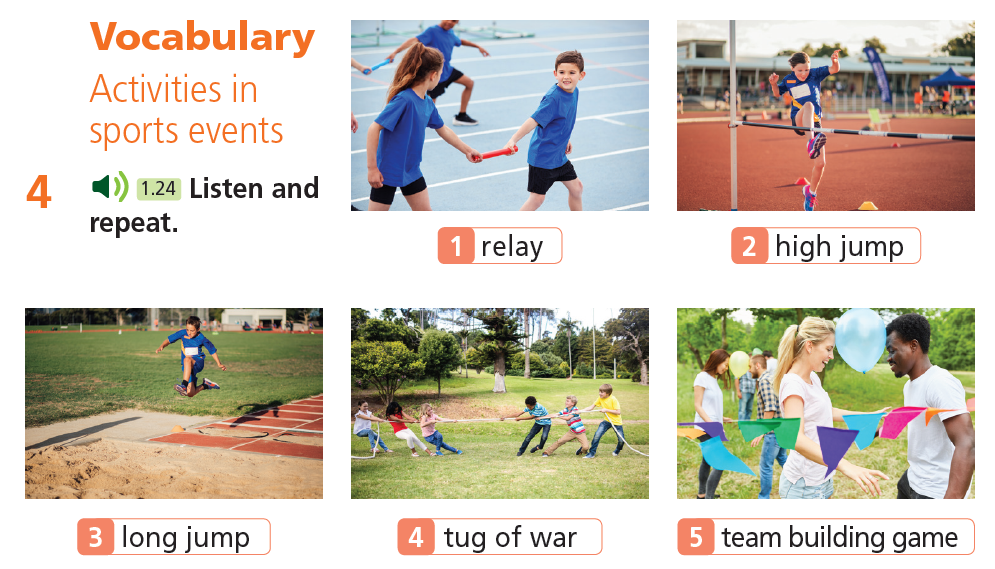 Vocabulary
Activities in
sports events
4 1.24 Listen and
repeat.
1 relay
2 high jump
3 long jump
4 tug of war
5 team building game